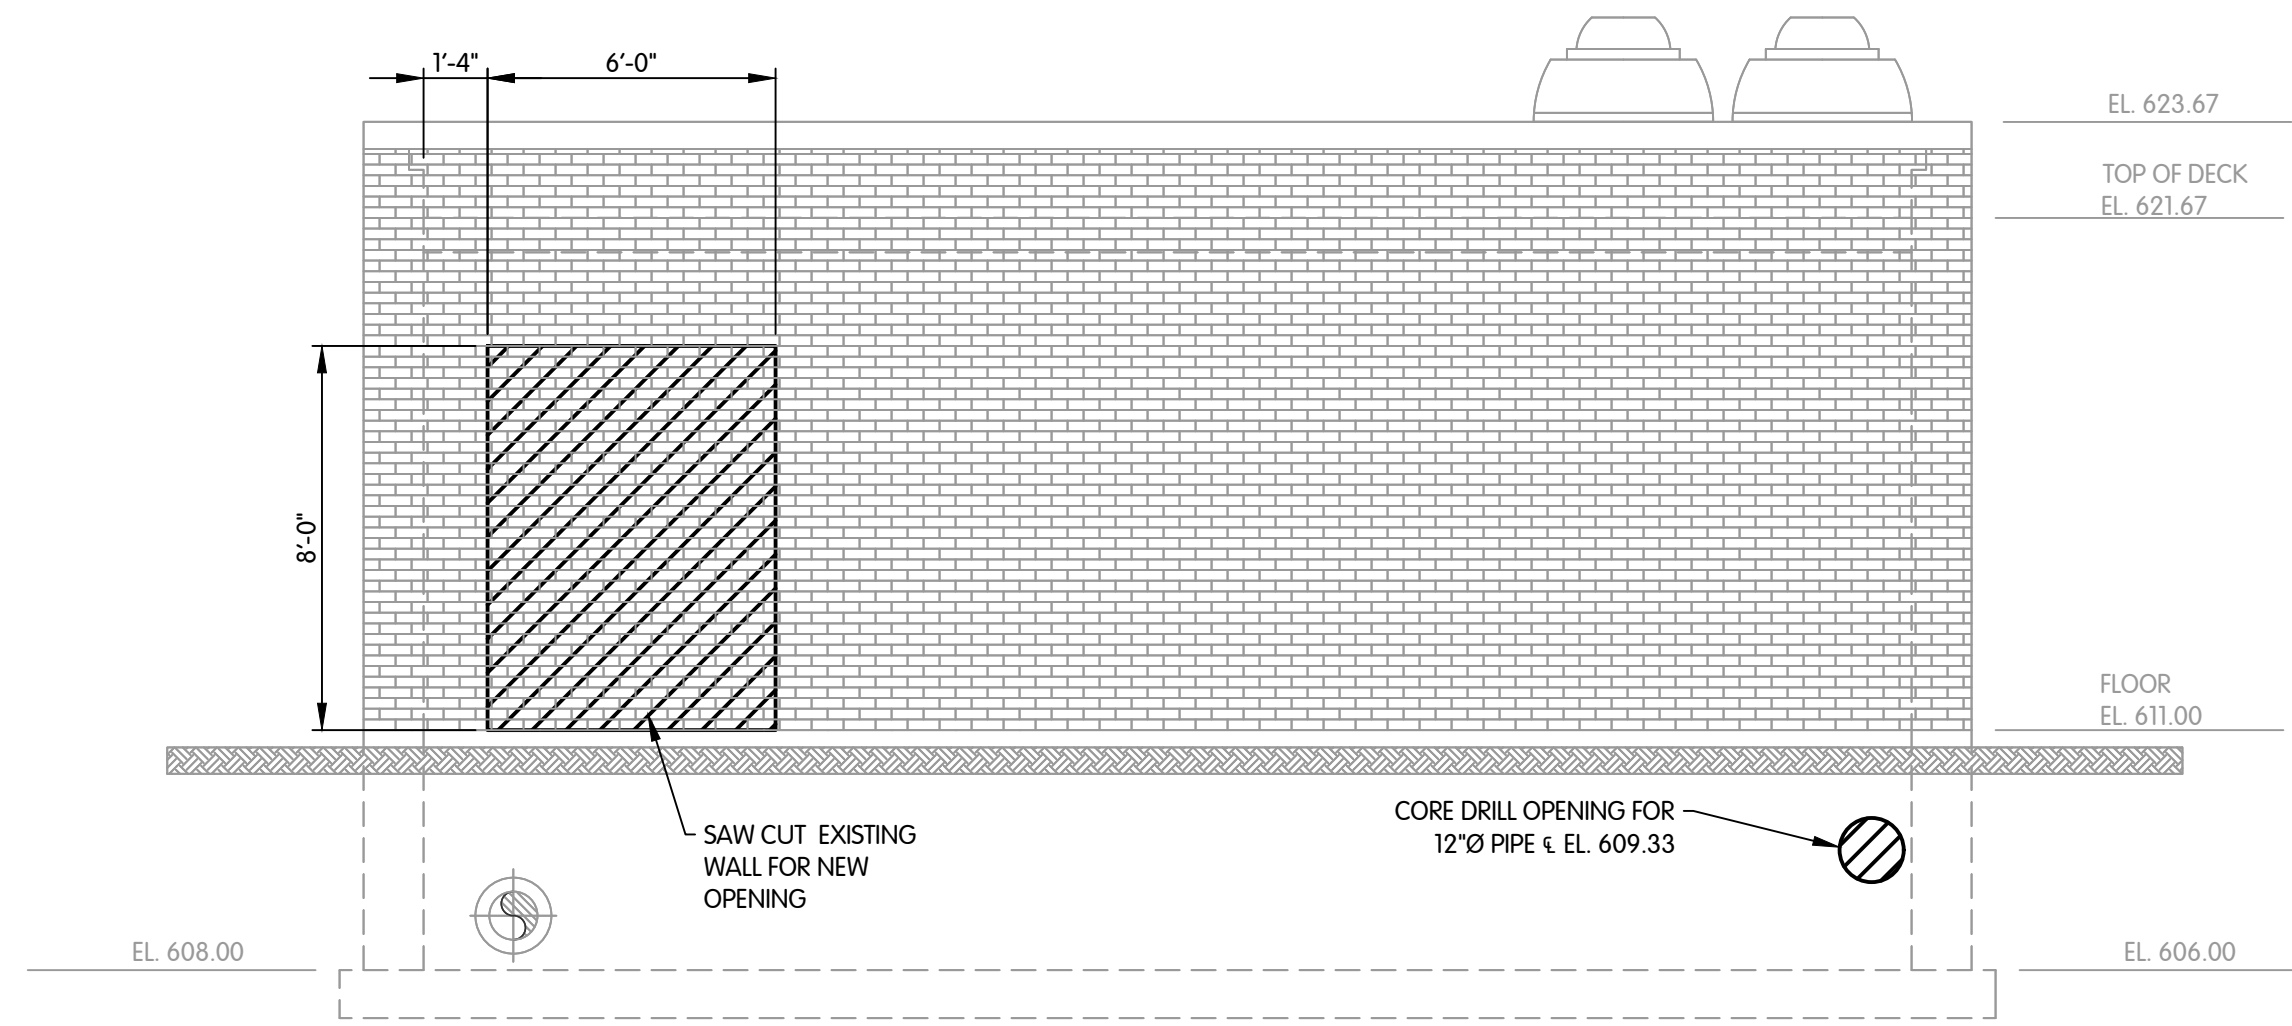 1'-4"
6'-0"
EL. 623.67
TOP OF DECK
EL. 621.67
8'-0"
FLOOR
EL. 611.00
SAW CUT EXISTING
WALL FOR NEW
OPENING
CORE DRILL OPENING FOR
12"Ø PIPE ℄ EL. 609.33
EL. 608.00
EL. 606.00